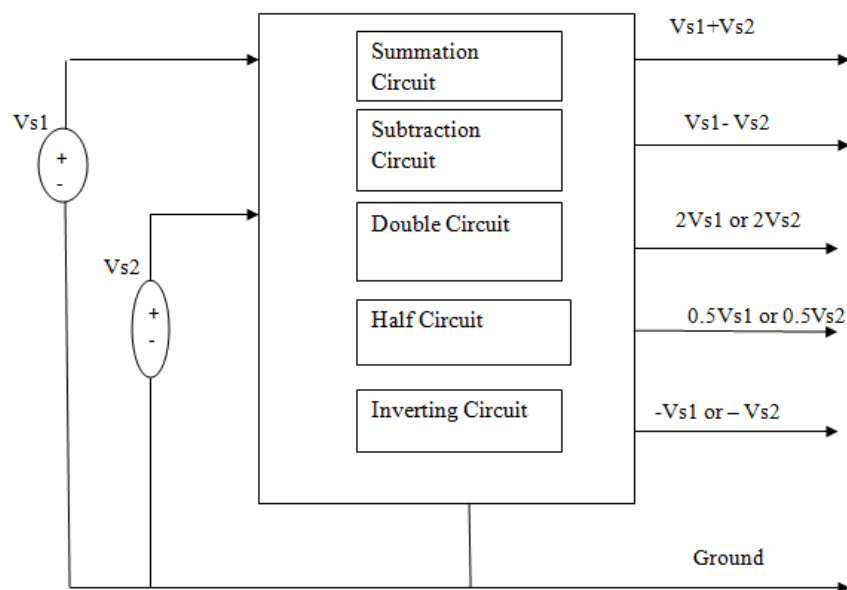 Vs1+Vs2
Summation
Circuit
Vs1
+
-
Subtraction
Circuit
Vs1- Vs2
Double Circuit
2Vs1 or 2Vs2
Vs2
+
-
Half Circuit
0.5Vs1 or 0.5Vs2
Inverting Circuit
-Vs1 or – Vs2
Ground